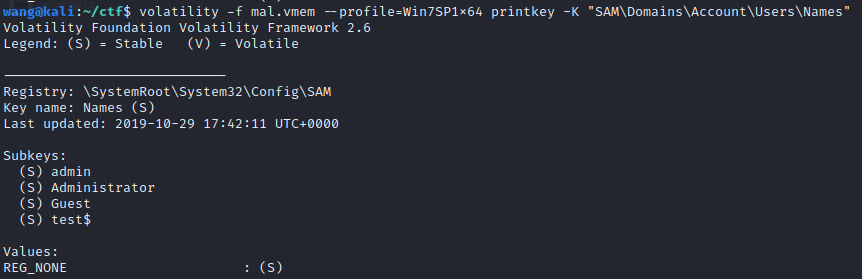 wang@kali:~/ctf$ volatility -f mal.vmem --profile=Win7SP1×64 printkey -K "SAM\Domains\Account\Users\Names"
Volatility Foundation Volatility Framework 2.6
Legend: (S) = Stable   (V) = Volatile

----------------------------
Registry: \SystemRoot\System32\Config\SAM
Key name: Names (S)
Last updated: 2019-10-29 17:42:11 UTC+0000

Subkeys:
  (S) admin
  (S) Administrator
  (S) Guest
  (S) test$

Values:
REG_NONE                      : (S)